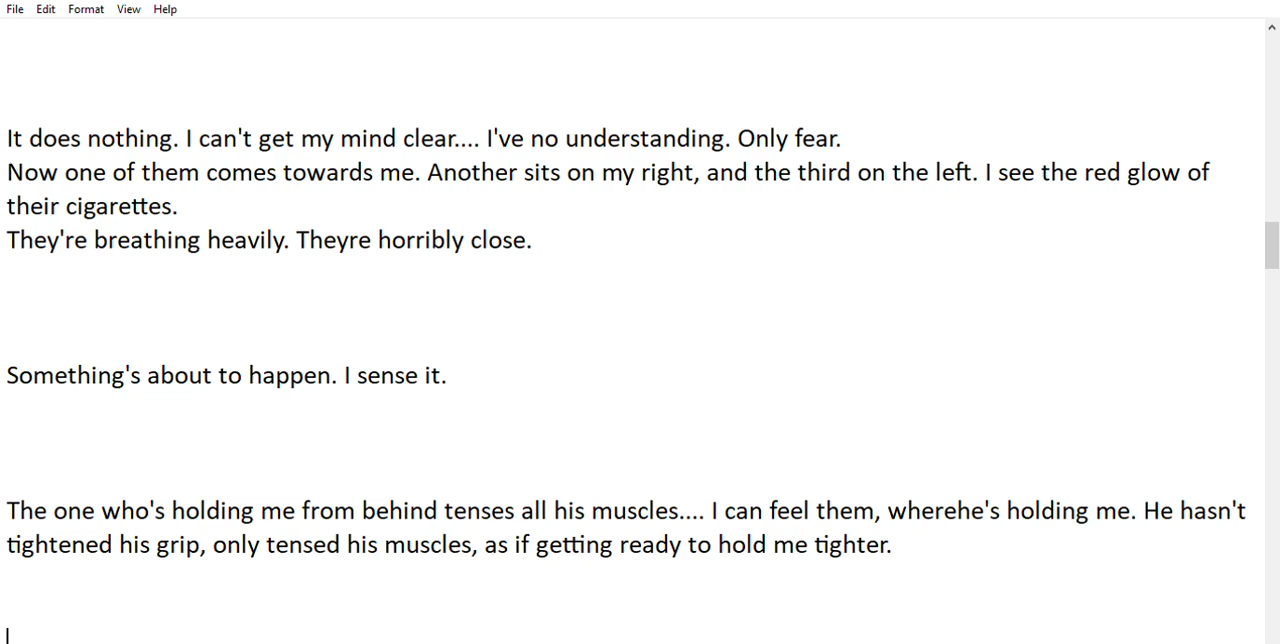 File Edit Format View Help
It does nothing. I can't get my mind clear.... I've no understanding. Only fear.
Now one of them comes towards me. Another sits on my right, and the third on the left. I see the red glow of
their cigarettes.
They're breathing heavily. Theyre horribly close.
Something's about to happen. I sense it.
The one who's holding me from behind tenses all his muscles.... I can feel them, wherehe's holding me. He hasn't
tightened his grip, only tensed his muscles, as if getting ready to hold me tighter.